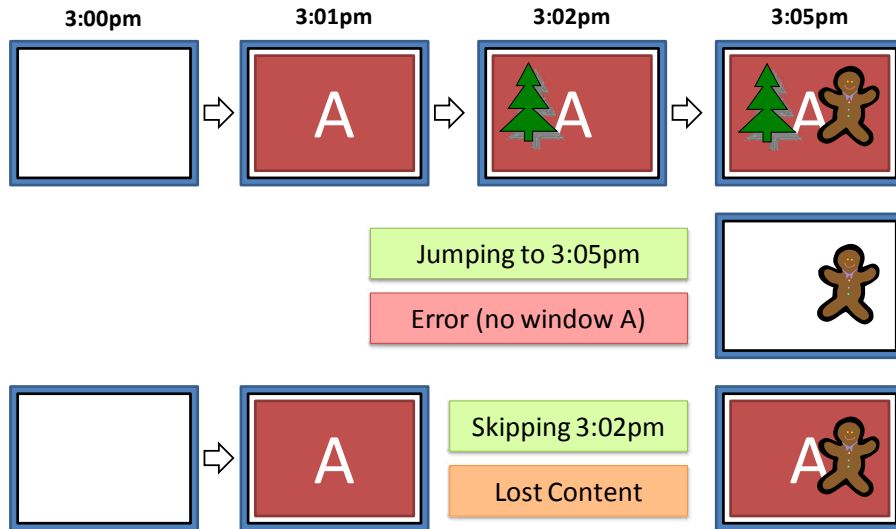 3:00pm 3:01pm 3:02pm 3:05pm
A A A
Jumping to 3:05pm
Error (no window A)
A Skipping 3:02pm A
Lost Content